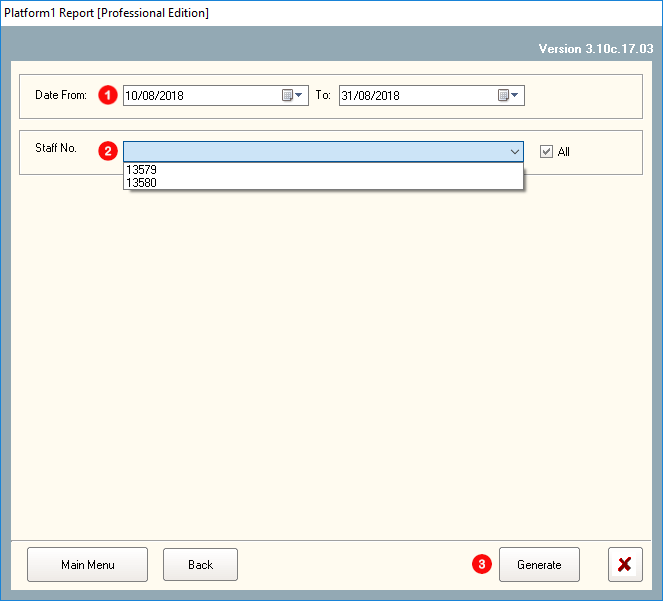 Platform1 Report [Professional Edition]
Version 3.10c.17.03
Date From: 1 10/08/2018 To: 31/08/2018
Staff No. 2 All
13579
13580
Main Menu Back 3 Generate